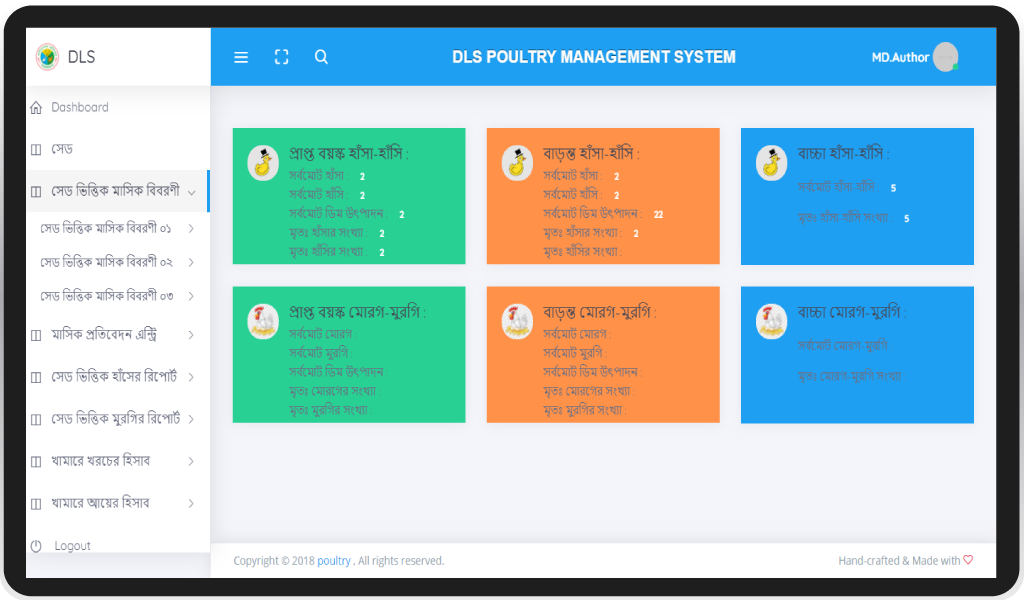 DLS
DLS POULTRY MANAGEMENT SYSTEM
MD.Author
Dashboard
সেড
সেড ভিত্তিক মাসিক বিবরণী
সেড ভিত্তিক মাসিক বিবরণী ০১
সেড ভিত্তিক মাসিক বিবরণী ০২
সেড ভিত্তিক মাসিক বিবরণী ০৩
মাসিক প্রতিবেদন এন্ট্রি
সেড ভিত্তিক হাঁসের রিপোর্ট
সেড ভিত্তিক মুরগির রিপোর্ট
খামারে খরচের হিসাব
খামারে আয়ের হিসাব
Logout
প্রাপ্ত বয়স্ক হাঁসা-হাঁসি :
সর্বমোট হাঁসা : 2
সর্বমোট হাঁসি : 2
সর্বমোট ডিম উৎপাদন : 2
মৃতঃ হাঁসার সংখ্যা : 2
মৃতঃ হাঁসির সংখ্যা : 2
বাড়ন্ত হাঁসা-হাঁসি :
সর্বমোট হাঁসা : 2
সর্বমোট হাঁসি : 2
সর্বমোট ডিম উৎপাদন : 22
মৃতঃ হাঁসার সংখ্যা : 2
মৃতঃ হাঁসির সংখ্যা :
বাচ্চা হাঁসা-হাঁসি :
সর্বমোট হাঁসা-হাঁসি : 5
মৃতঃ হাঁসা-হাঁসি সংখ্যা : 5
প্রাপ্ত বয়স্ক মোরগ-মুরগি :
সর্বমোট মোরগ :
সর্বমোট মুরগি :
সর্বমোট ডিম উৎপাদন :
মৃতঃ মোরগের সংখ্যা :
মৃতঃ মুরগির সংখ্যা :
বাড়ন্ত মোরগ-মুরগি :
সর্বমোট মোরগ :
সর্বমোট মুরগি :
সর্বমোট ডিম উৎপাদন :
মৃতঃ মোরগের সংখ্যা :
মৃতঃ মুরগির সংখ্যা :
বাচ্চা মোরগ-মুরগি :
সর্বমোট মোরগ-মুরগি
মৃতঃ মোরগ-মুরগি সংখ্যা
Copyright © 2018 poultry , All rights reserved.
Hand-crafted & Made with